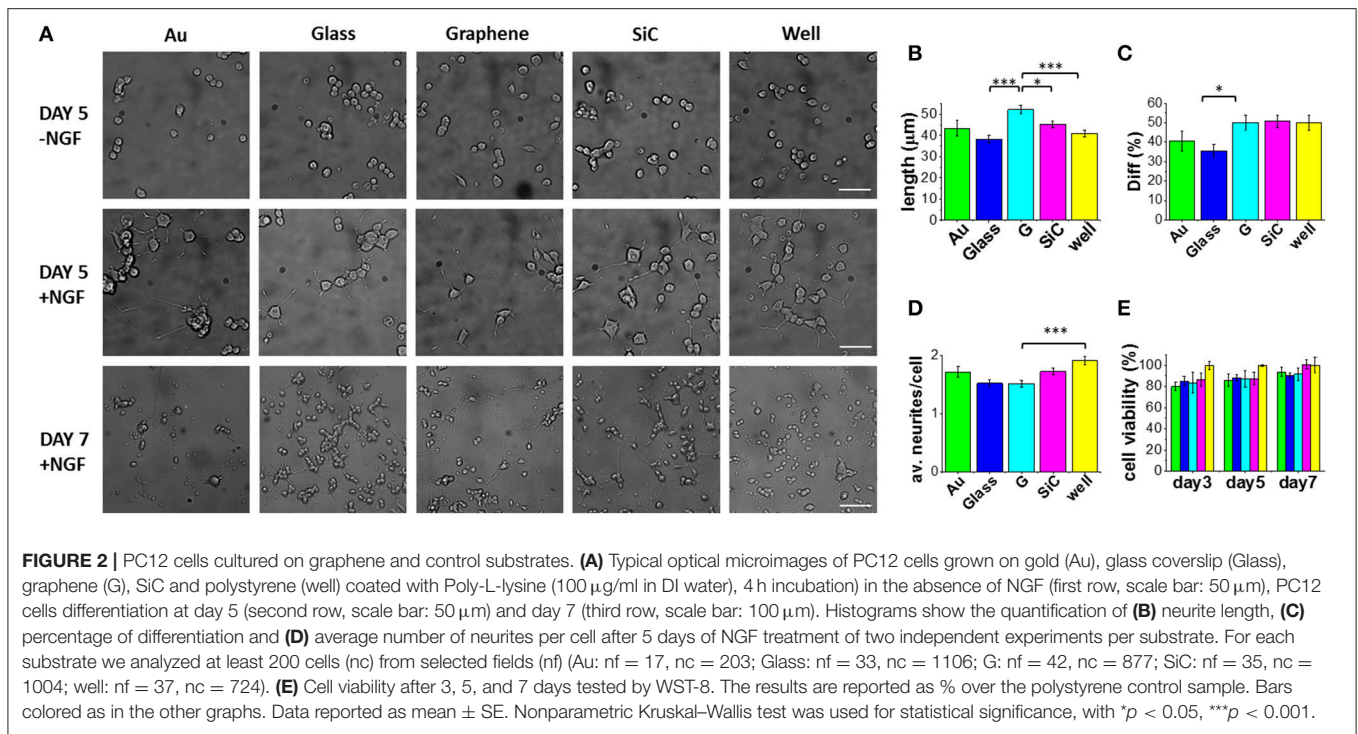 A
Au Glass Graphene SiC Well
DAY 5
-NGF
DAY 5
+NGF
DAY 7
+NGF
B
length (μm)
50
40
30
20
10
0
*** * ***
Au Glass G SiC well
C
Diff (%)
60
50
40
30
20
10
0
*
Au Glass G SiC well
D
av. neurites/cell
2
1
0
***
Au Glass G SiC well
E
cell viability (%)
100
80
60
40
20
0
day3 day5 day7
FIGURE 2 | PC12 cells cultured on graphene and control substrates. (A) Typical optical microimages of PC12 cells grown on gold (Au), glass coverslip (Glass),
graphene (G), SiC and polystyrene (well) coated with Poly-L-lysine (100 μg/ml in DI water), 4 h incubation) in the absence of NGF (first row, scale bar: 50 μm), PC12
cells differentiation at day 5 (second row, scale bar: 50 μm) and day 7 (third row, scale bar: 100 μm). Histograms show the quantification of (B) neurite length, (C)
percentage of differentiation and (D) average number of neurites per cell after 5 days of NGF treatment of two independent experiments per substrate. For each
substrate we analyzed at least 200 cells (nc) from selected fields (nf) (Au: nf = 17, nc = 203; Glass: nf = 33, nc = 1106; G: nf = 42, nc = 877; SiC: nf = 35, nc =
1004; well: nf = 37, nc = 724). (E) Cell viability after 3, 5, and 7 days tested by WST-8. The results are reported as % over the polystyrene control sample. Bars
colored as in the other graphs. Data reported as mean ± SE. Nonparametric Kruskal–Wallis test was used for statistical significance, with *p < 0.05, ***p < 0.001.